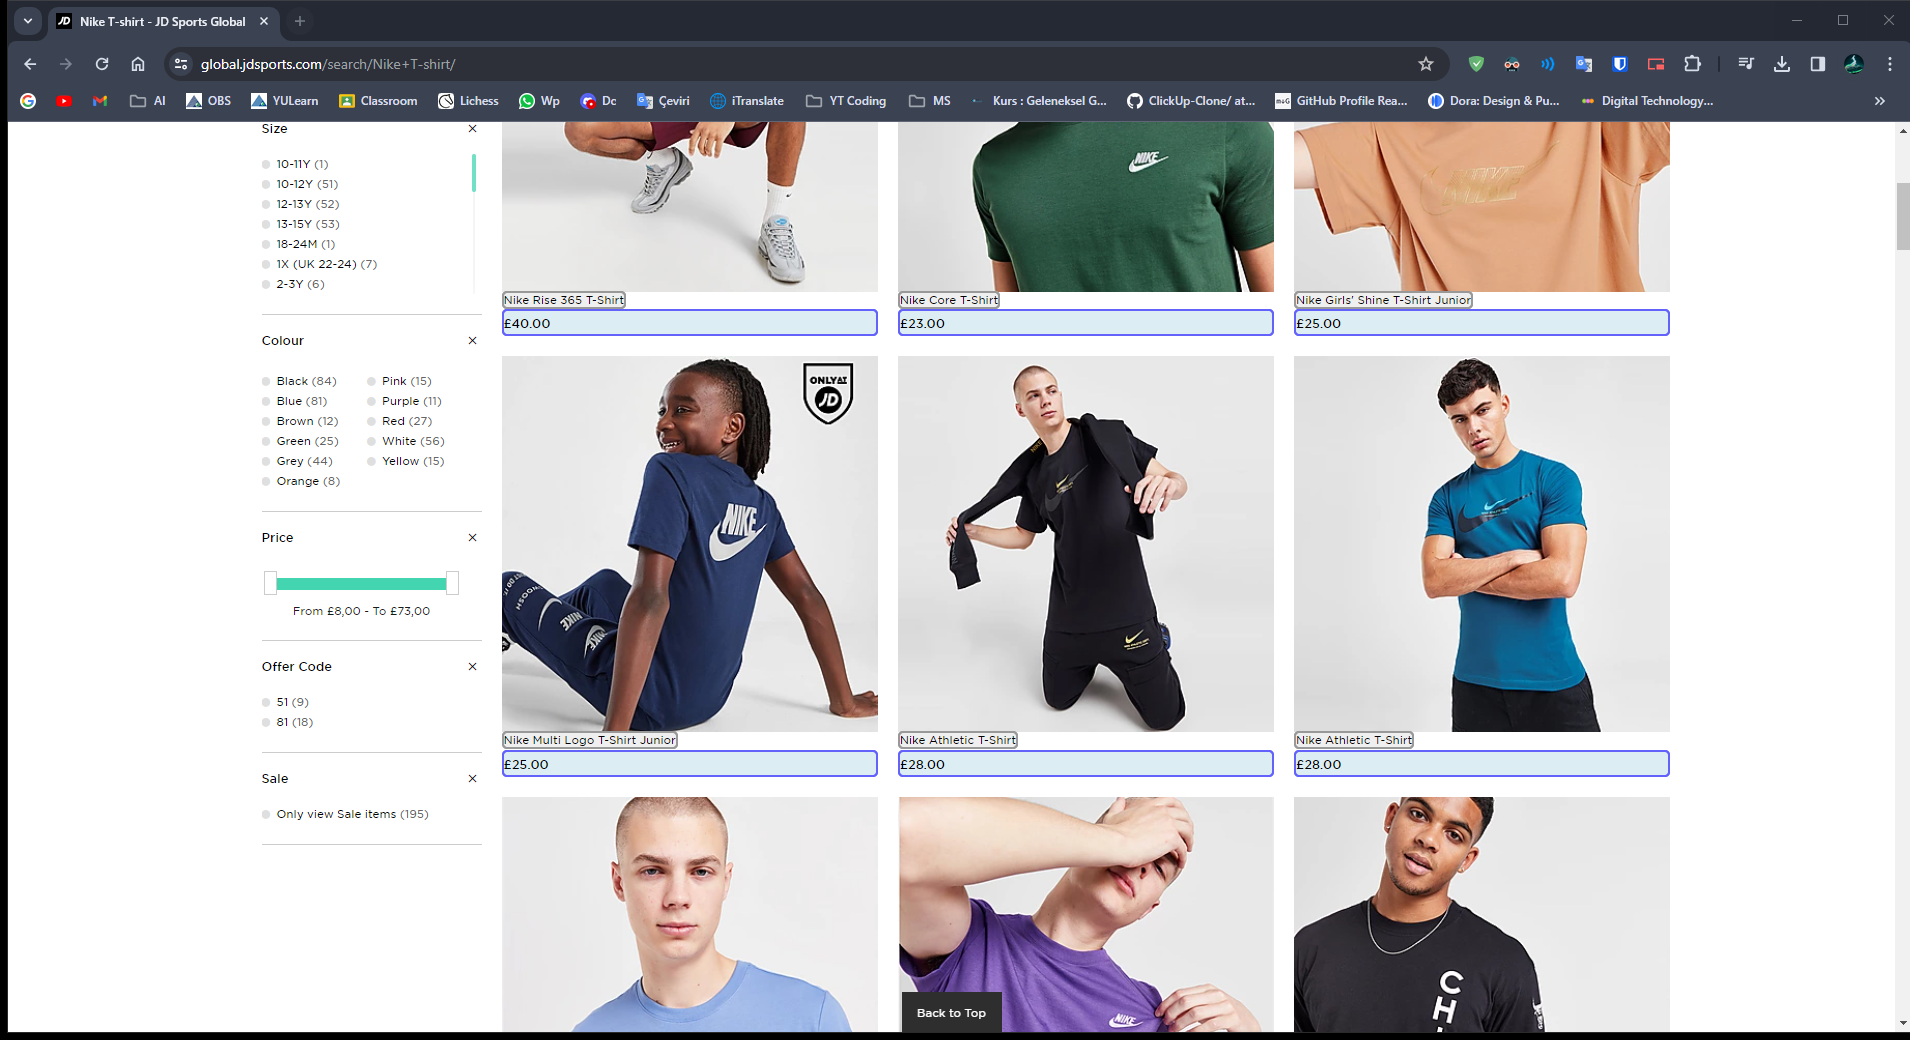 Nike T-shirt - JD Sports Global
global.jdsports.com/search/Nike+T-shirt/
AI
OBS
YULearn
Classroom
Lichess
Wp
Dc
Çeviri
iTranslate
YT Coding
MS
Kurs : Geleneksel G...
ClickUp-Clone/ at...
GitHub Profile Rea...
Dora: Design & Pu...
Digital Technology...
Size
10-11Y (1)
10-12Y (51)
12-13Y (52)
13-15Y (53)
18-24M (1)
1X (UK 22-24) (7)
2-3Y (6)
Colour
Black (84)
Blue (81)
Brown (12)
Green (25)
Grey (44)
Orange (8)
Pink (15)
Purple (11)
Red (27)
White (56)
Yellow (15)
Price
From £8,00 - To £73,00
Offer Code
51 (9)
81 (18)
Sale
Only view Sale items (195)
NIKE
NIKE
Nike Rise 365 T-Shirt
£40.00
Nike Core T-Shirt
£23.00
Nike Girls' Shine T-Shirt Junior
£25.00
ONLY AT
JD
NIKE
NIKE
NIKE
Nike Multi Logo T-Shirt Junior
£25.00
Nike Athletic T-Shirt
£28.00
Nike Athletic T-Shirt
£28.00
NIKE
CH
Back to Top